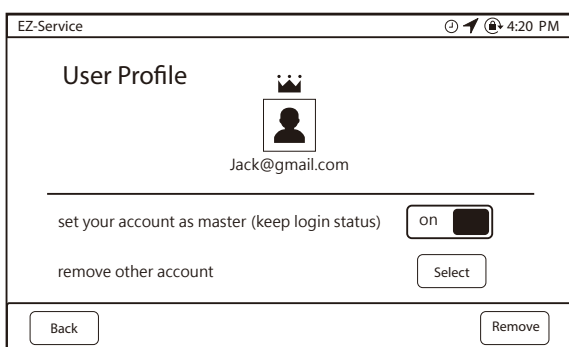 EZ-Service 4:20 PM
User Profile
Jack@gmail.com
set your account as master (keep login status) on
remove other account Select
Back Remove